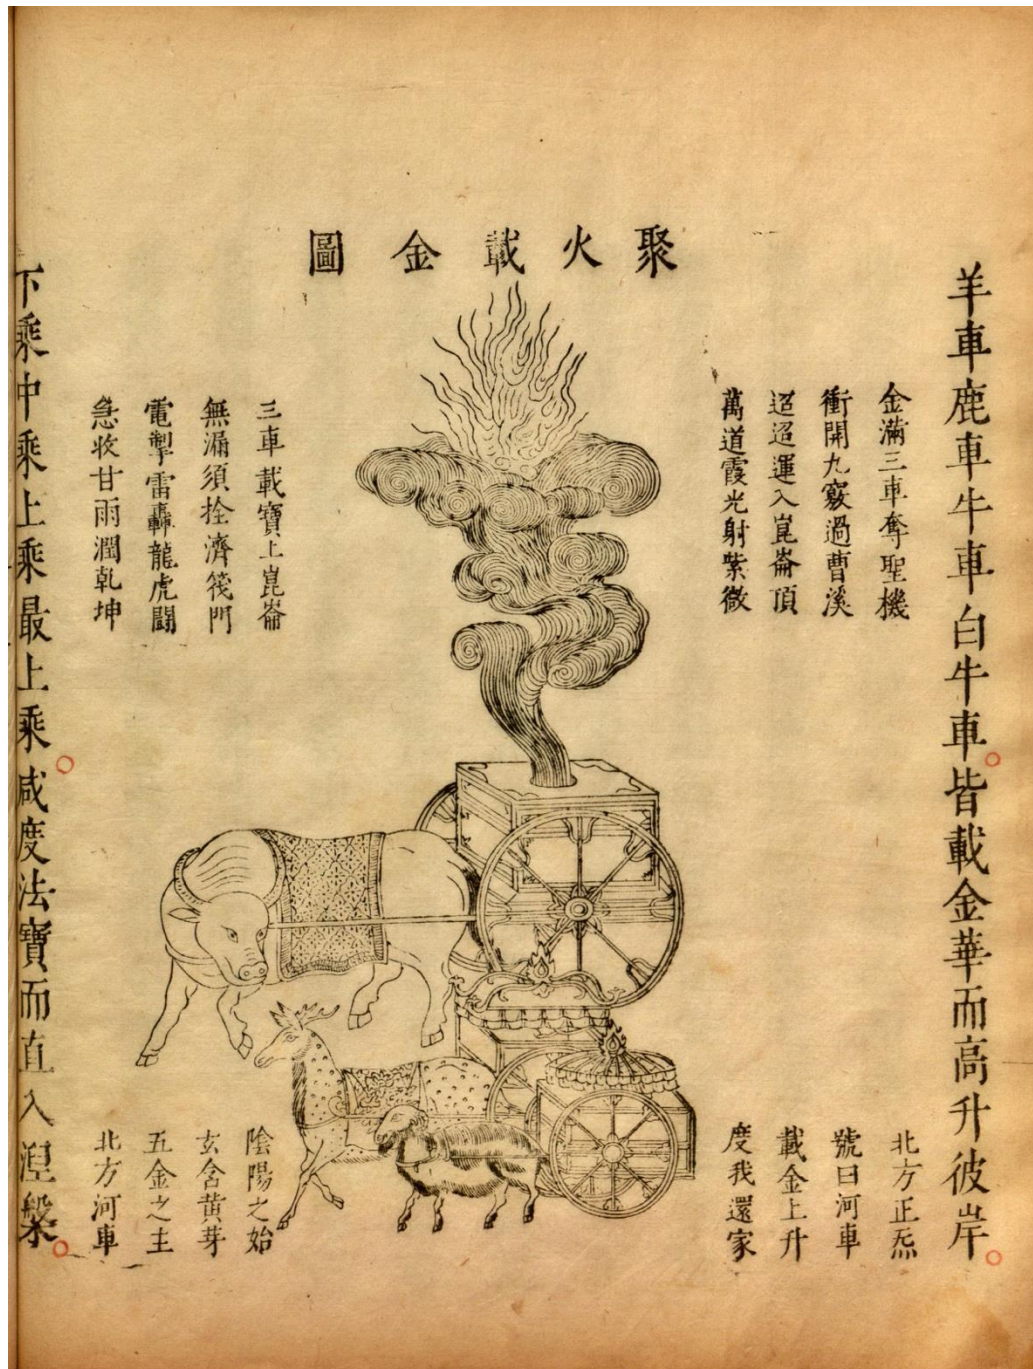 聚火載金圖
羊車鹿車牛車白牛車皆載金華而高升彼岸
金滿三車奪聖機
衝開九竅過曹溪
迢迢運入崑崙頂
萬道霞光射紫微
三車載寶上崑崙
無漏須拴濟筏門
電掣雷轟龍虎鬪
急收甘雨潤乾坤
北方正炁
號曰河車
載金上升
度我還家
陰陽之始
玄含黃芽
五金之主
北方河車
下乘中乘上乘最上乘咸度法寶而直入涅槃